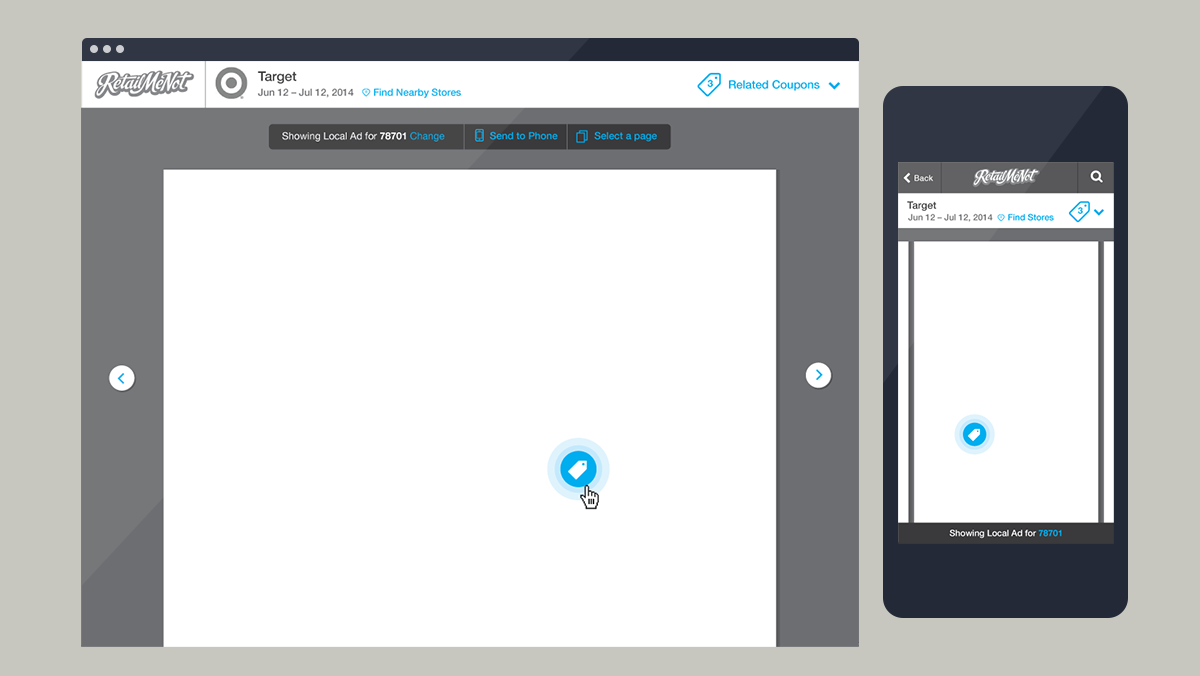 RetailMeNot
Target
Jun 12 – Jul 12, 2014 Find Nearby Stores
3 Related Coupons
Showing Local Ad for 78701 Change Send to Phone Select a page
Back RetailMeNot
Target
Jun 12 – Jul 12, 2014 Find Stores 3
Showing Local Ad for 78701